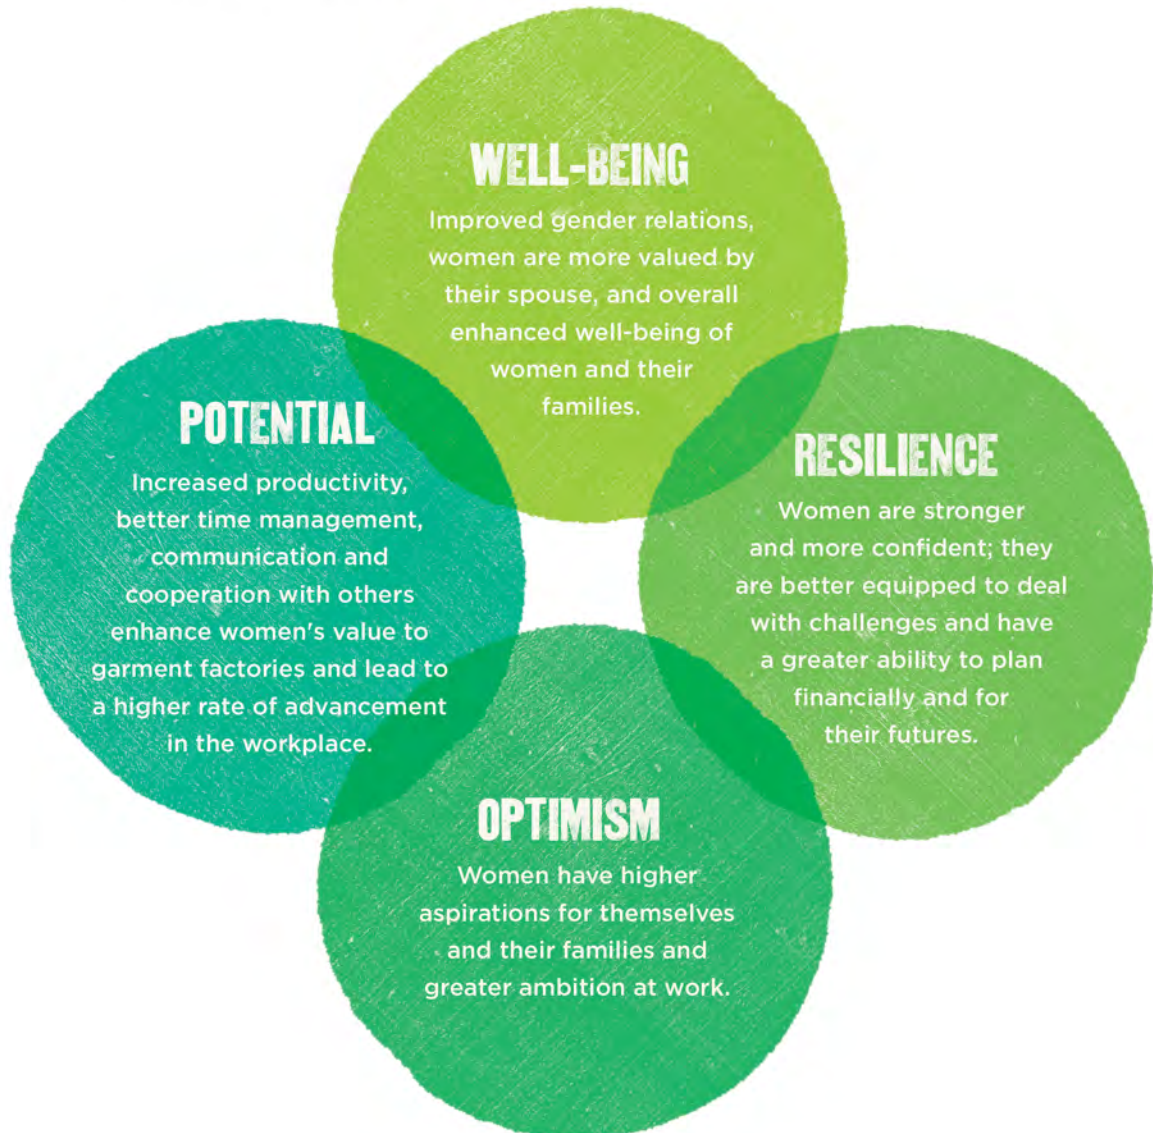 WELL-BEING
Improved gender relations,
women are more valued by
their spouse, and overall
enhanced well-being of
women and their
families.
POTENTIAL
Increased productivity,
better time management,
communication and
cooperation with others
enhance women's value to
garment factories and lead to
a higher rate of advancement
in the workplace.
RESILIENCE
Women are stronger
and more confident; they
are better equipped to deal
with challenges and have
a greater ability to plan
financially and for
their futures.
OPTIMISM
Women have higher
aspirations for themselves
and their families and
greater ambition at work.